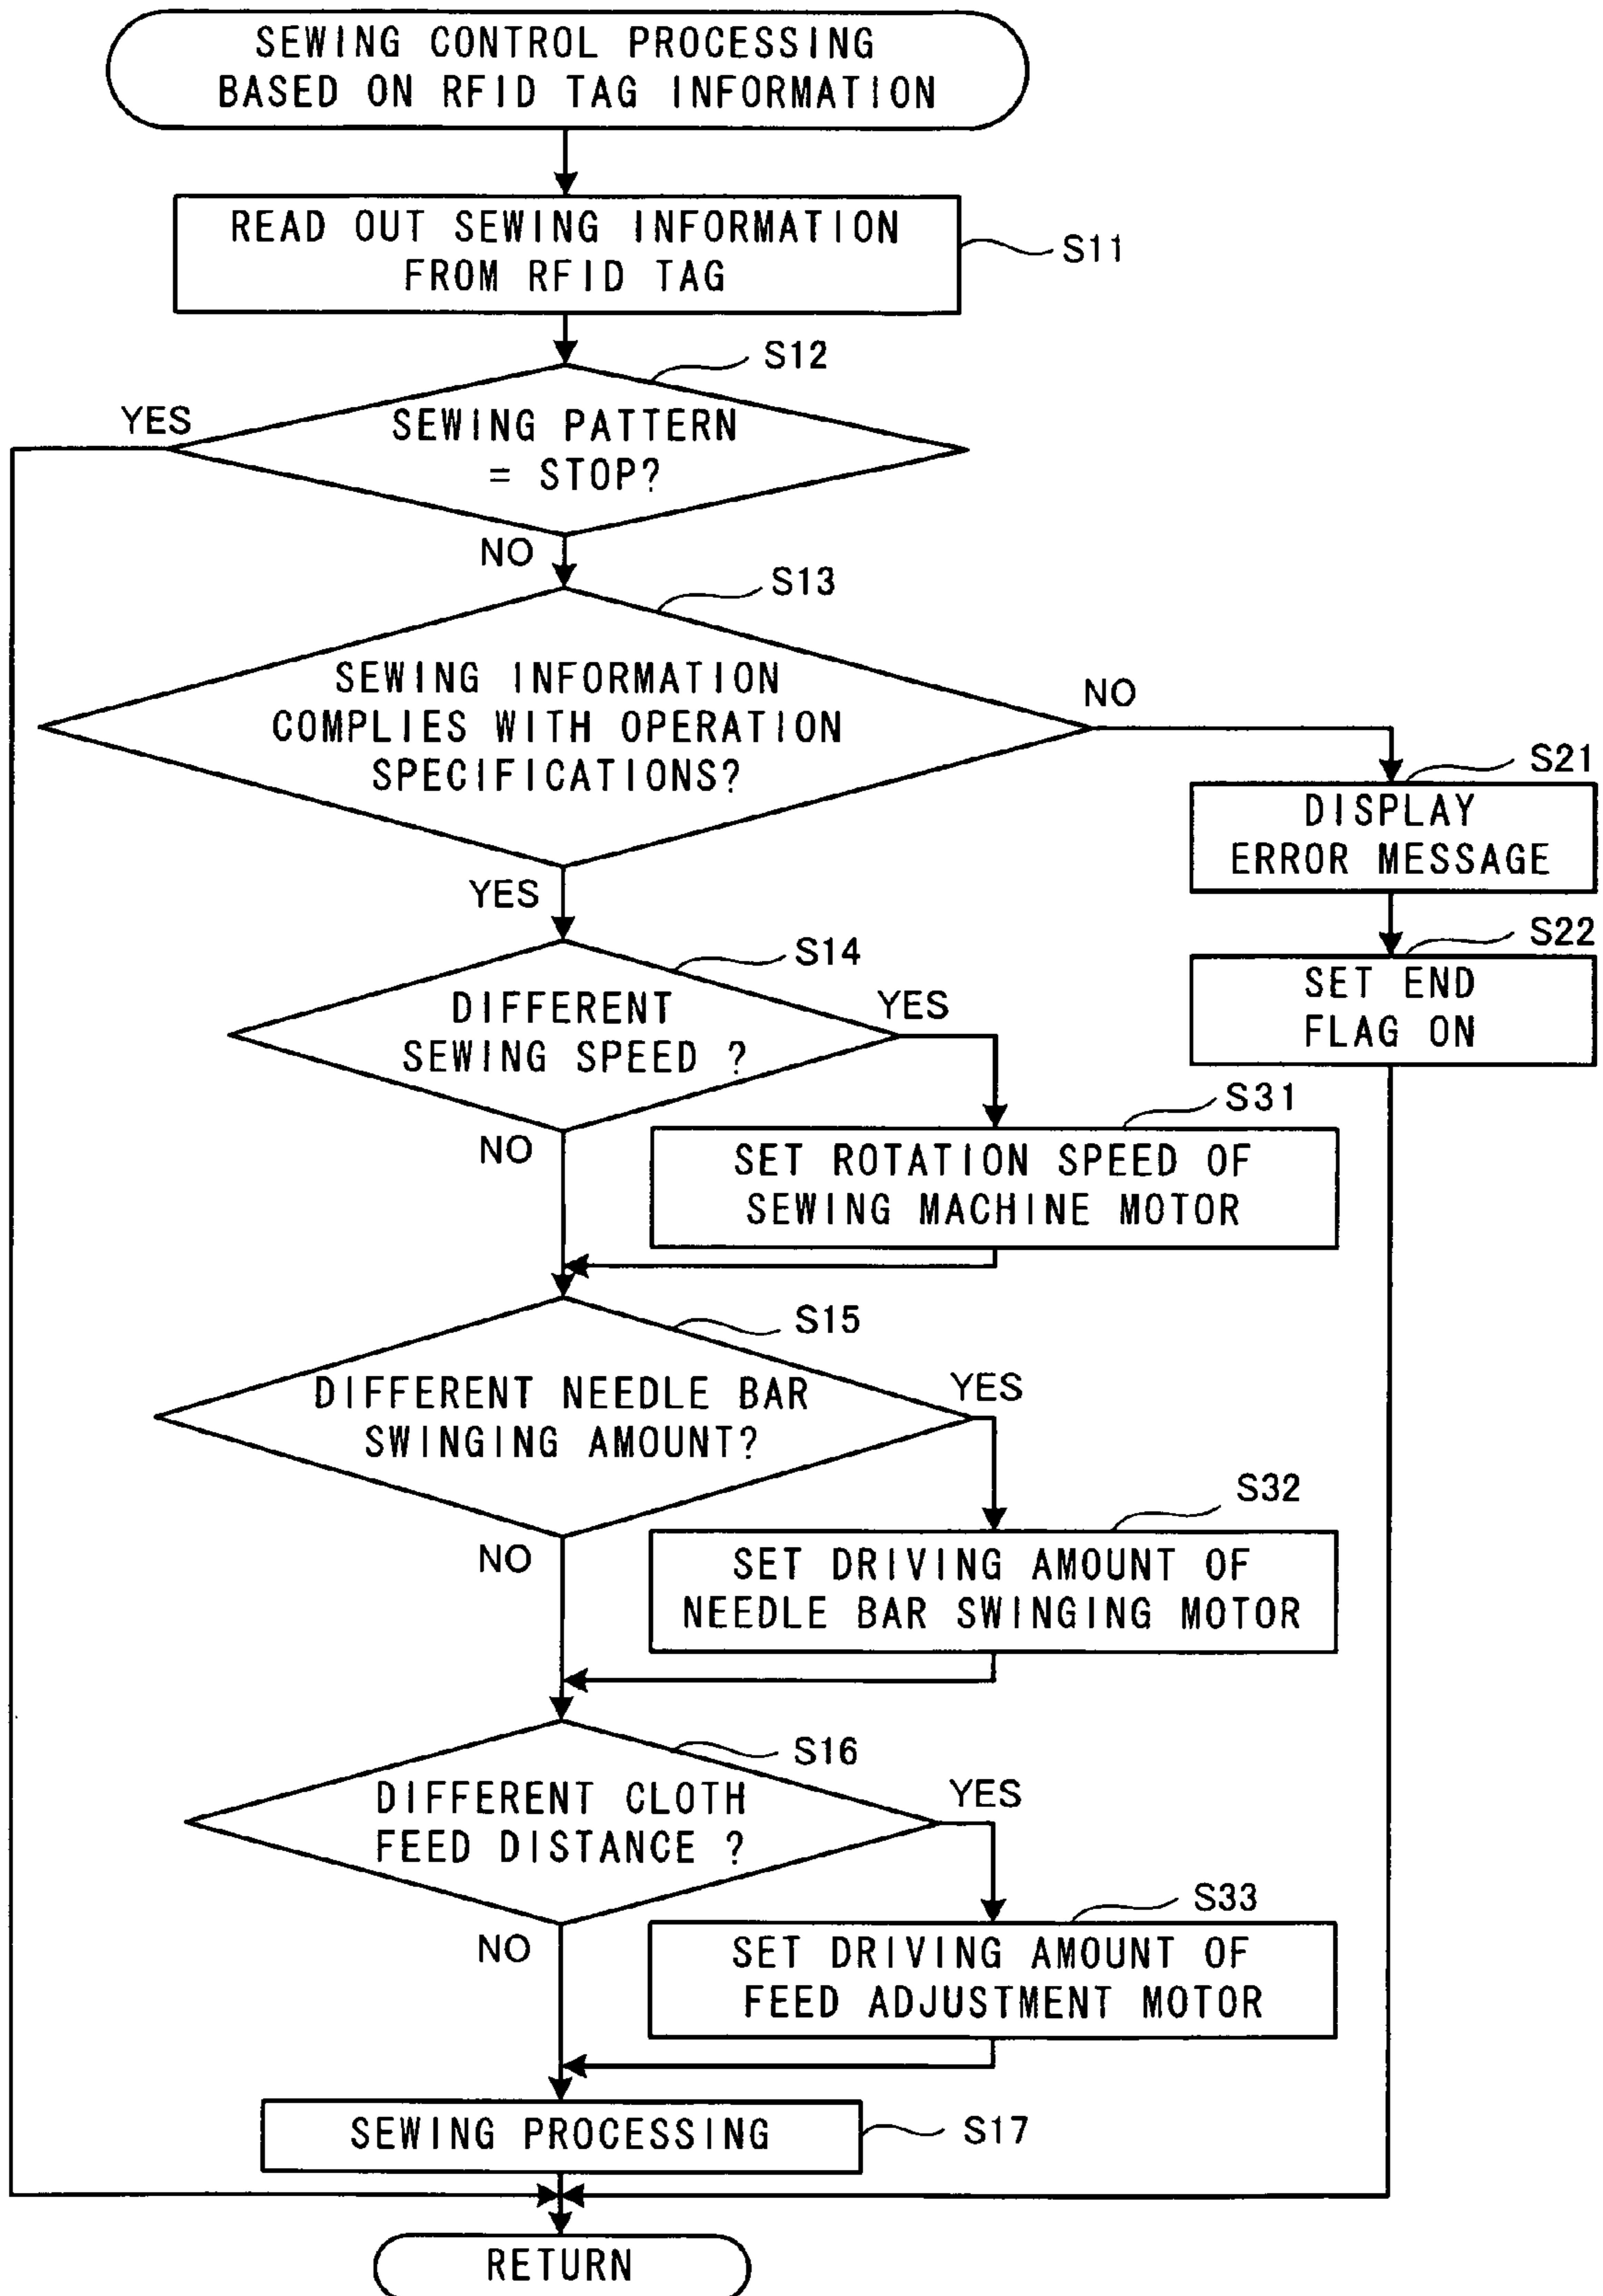 SEWING CONTROL PROCESSING
BASED ON RFID TAG INFORMATION
READ OUT SEWING INFORMATION
FROM RFID TAG
S11
S12
YES
SEWING PATTERN
= STOP?
NO
S13
SEWING INFORMATION
COMPLIES WITH OPERATION
SPECIFICATIONS?
NO
S21
DISPLAY
ERROR MESSAGE
YES
S22
SET END
FLAG ON
S14
DIFFERENT
SEWING SPEED ?
YES
NO
S31
SET ROTATION SPEED OF
SEWING MACHINE MOTOR
S15
DIFFERENT NEEDLE BAR
SWINGING AMOUNT?
YES
NO
S32
SET DRIVING AMOUNT OF
NEEDLE BAR SWINGING MOTOR
S16
DIFFERENT CLOTH
FEED DISTANCE ?
YES
NO
S33
SET DRIVING AMOUNT OF
FEED ADJUSTMENT MOTOR
SEWING PROCESSING
S17
RETURN